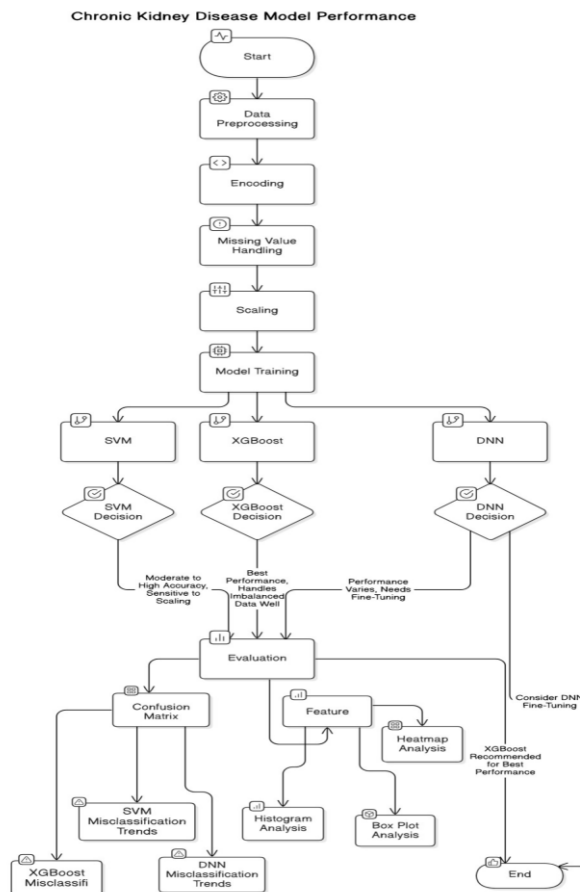 Chronic Kidney Disease Model Performance
Start
Data
Preprocessing
Encoding
Missing Value
Handling
Scaling
Model Training
SVM
XGBoost
DNN
SVM
Decision
XGBoost
Decision
DNN
Decision
Moderate to
High Accuracy,
Sensitive to
Scaling
Best
Performance,
Handles
Imbalanced
Data Well
Performance
Varies, Needs
Fine-Tuning
Evaluation
Consider DNN
Fine-Tuning
Confusion
Matrix
Feature
Heatmap
Analysis
XGBoost
Recommended
for Best
Performance
SVM
Misclassification
Trends
Histogram
Analysis
Box Plot
Analysis
XGBoost
Misclassifi
DNN
Misclassification
Trends
End